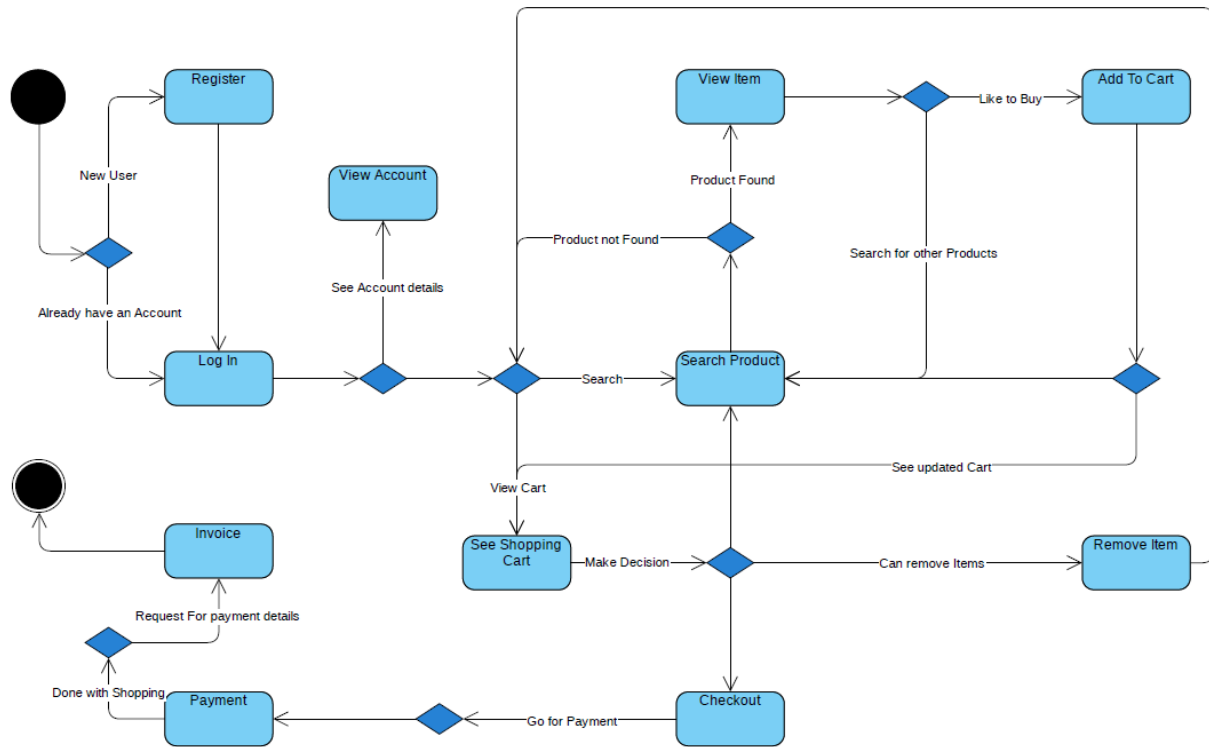 Register
View Item
Add To Cart
Like to Buy
New User
View Account
Product Found
Product not Found
Search for other Products
See Account details
Already have an Account
Log In
Search
Search Product
See updated Cart
View Cart
Invoice
See Shopping
Cart
Make Decision
Can remove Items
Remove Item
Request For payment details
Done with Shopping
Payment
Go for Payment
Checkout